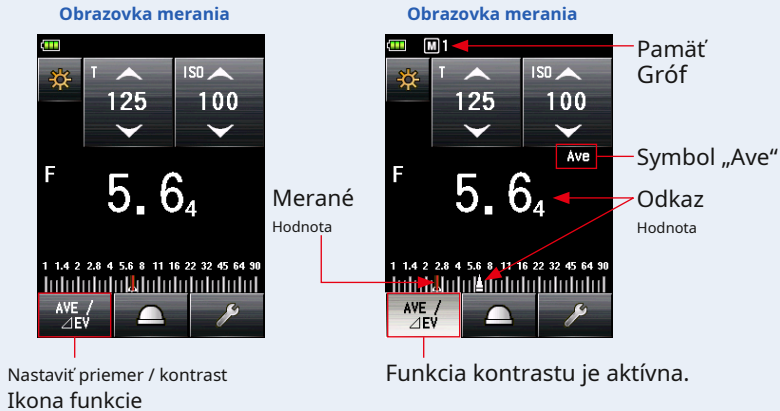 Obrazovka merania
T
125
ISO
100
F
5.64
1 1.4 2 2.8 4 5.6 8 11 16 22 32 45 64 90
AVE /
⊿EV
Nastaviť priemer / kontrast
Ikona funkcie
Merané
Hodnota
Obrazovka merania
M 1
T
125
ISO
100
Ave
F
5.64
1 1.4 2 2.8 4 5.6 8 11 16 22 32 45 64 90
AVE /
⊿EV
Pamäť
Gróf
Symbol „Ave“
Odkaz
Hodnota
Funkcia kontrastu je aktívna.